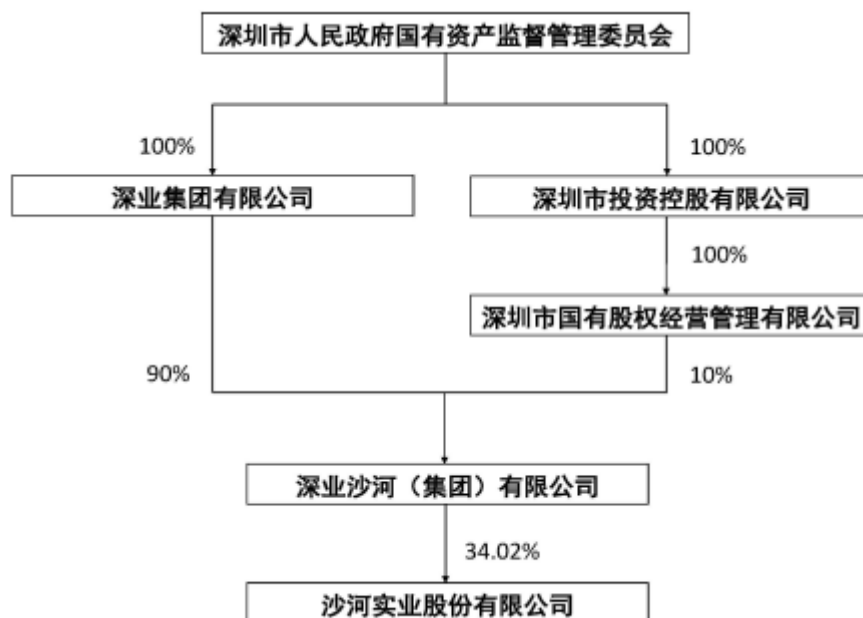 深圳市人民政府国有资产监督管理委员会
100%
100%
深业集团有限公司
深圳市投资控股有限公司
100%
深圳市国有股权经营管理有限公司
90%
10%
深业沙河（集团）有限公司
34.02%
沙河实业股份有限公司